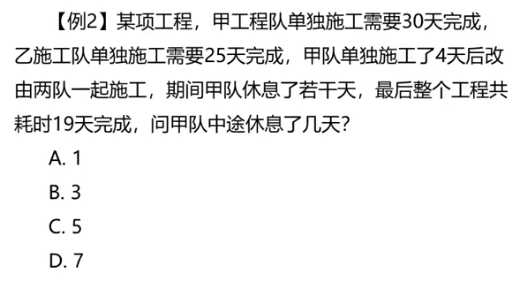 【例2】某项工程，甲工程队单独施工需要30天完成，
乙施工队单独施工需要25天完成，甲队单独施工了4天后改
由两队一起施工，期间甲队休息了若干天，最后整个工程共
耗时19天完成，问甲队中途休息了几天？
A. 1
B. 3
C. 5
D. 7